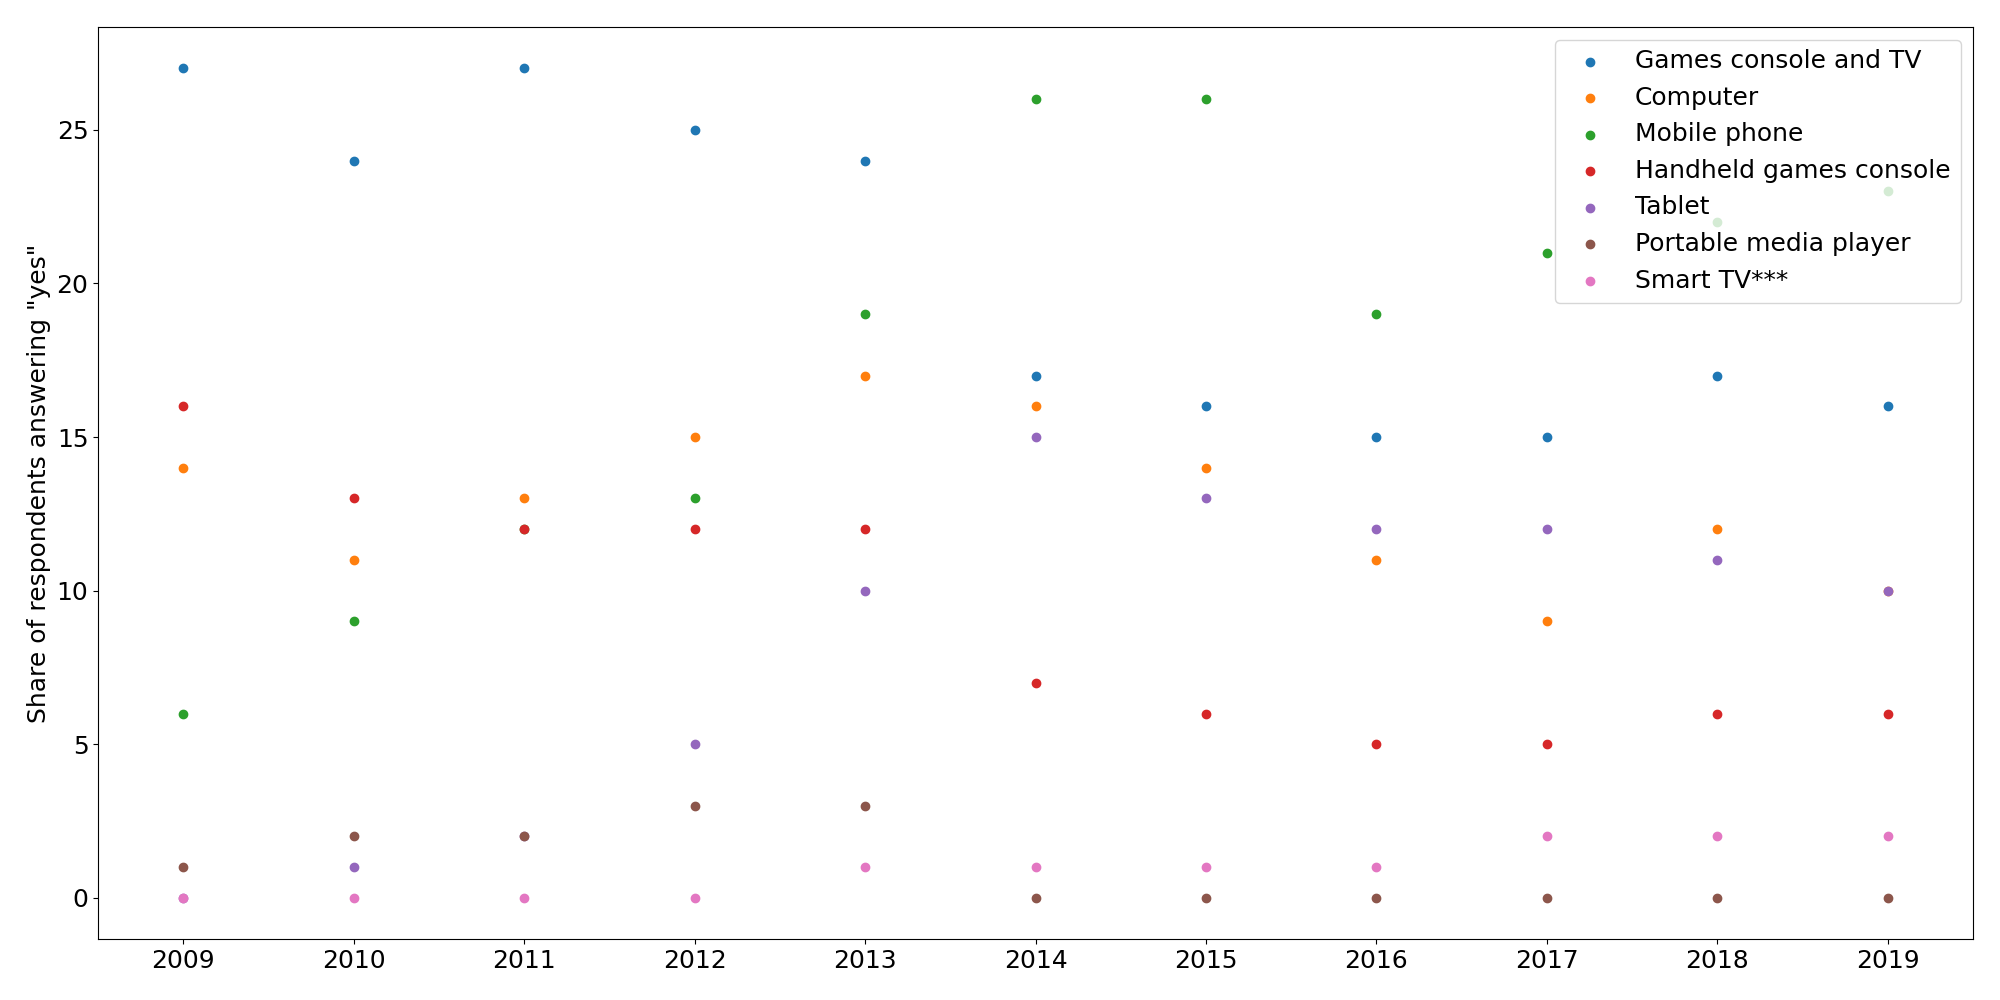 Share of respondents answering "yes"
25
20
15
10
5
0
2009 2010 2011 2012 2013 2014 2015 2016 2017 2018 2019
Games console and TV
Computer
Mobile phone
Handheld games console
Tablet
Portable media player
Smart TV***